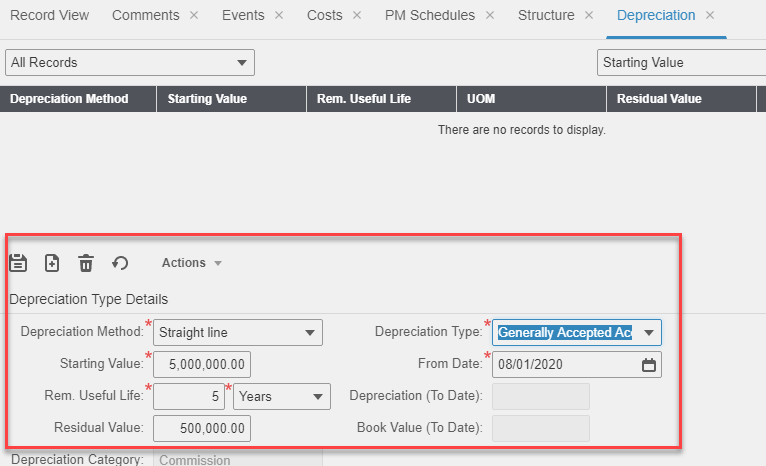 Record View Comments × Events × Costs × PM Schedules × Structure × Depreciation ×
All Records Starting Value
Depreciation Method Starting Value Rem. Useful Life UOM Residual Value
There are no records to display.
Actions
Depreciation Type Details
Depreciation Method:* Straight line Depreciation Type:* Generally Accepted Acc
Starting Value:* 5,000,000.00 From Date:* 08/01/2020
Rem. Useful Life:* 5 * Years Depreciation (To Date):
Residual Value: 500,000.00 Book Value (To Date):
Depreciation Category: Commission